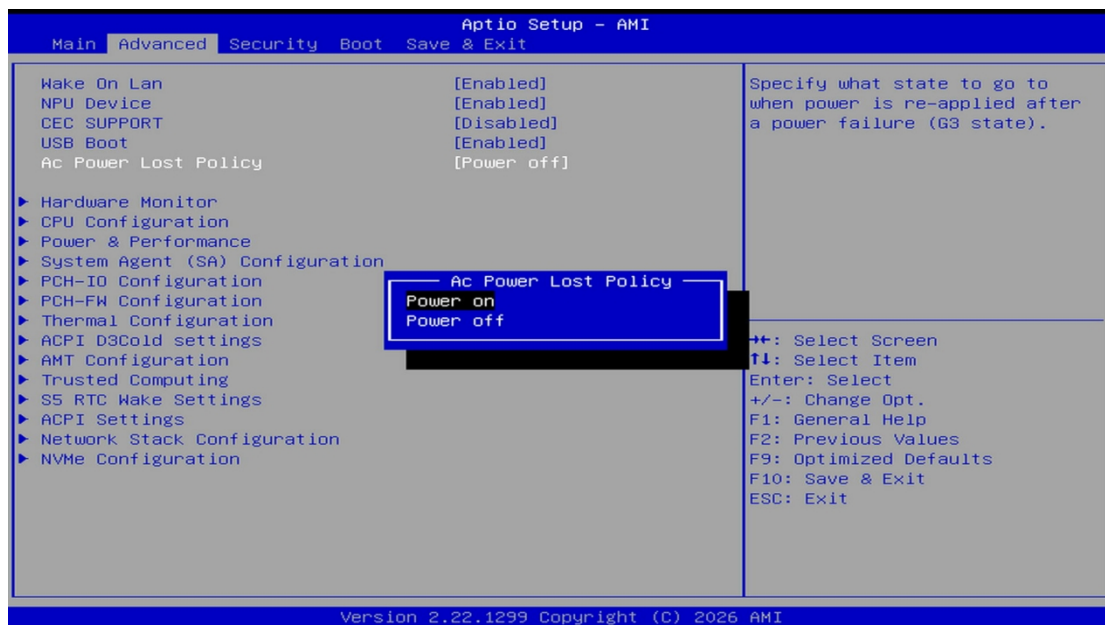 Aptio Setup – AMI
Main Advanced Security Boot Save & Exit
Wake On Lan [Enabled]
NPU Device [Enabled]
CEC SUPPORT [Disabled]
USB Boot [Enabled]
Ac Power Lost Policy [Power off]
Hardware Monitor
CPU Configuration
Power & Performance
System Agent (SA) Configuration
PCH-IO Configuration
PCH-FW Configuration
Thermal Configuration
ACPI D3Cold settings
AMT Configuration
Trusted Computing
S5 RTC Wake Settings
ACPI Settings
Network Stack Configuration
NVMe Configuration
Ac Power Lost Policy
Power on
Power off
Specify what state to go to
when power is re-applied after
a power failure (G3 state).
→←: Select Screen
↑↓: Select Item
Enter: Select
+/-: Change Opt.
F1: General Help
F2: Previous Values
F9: Optimized Defaults
F10: Save & Exit
ESC: Exit
Version 2.22.1299 Copyright (C) 2026 AMI